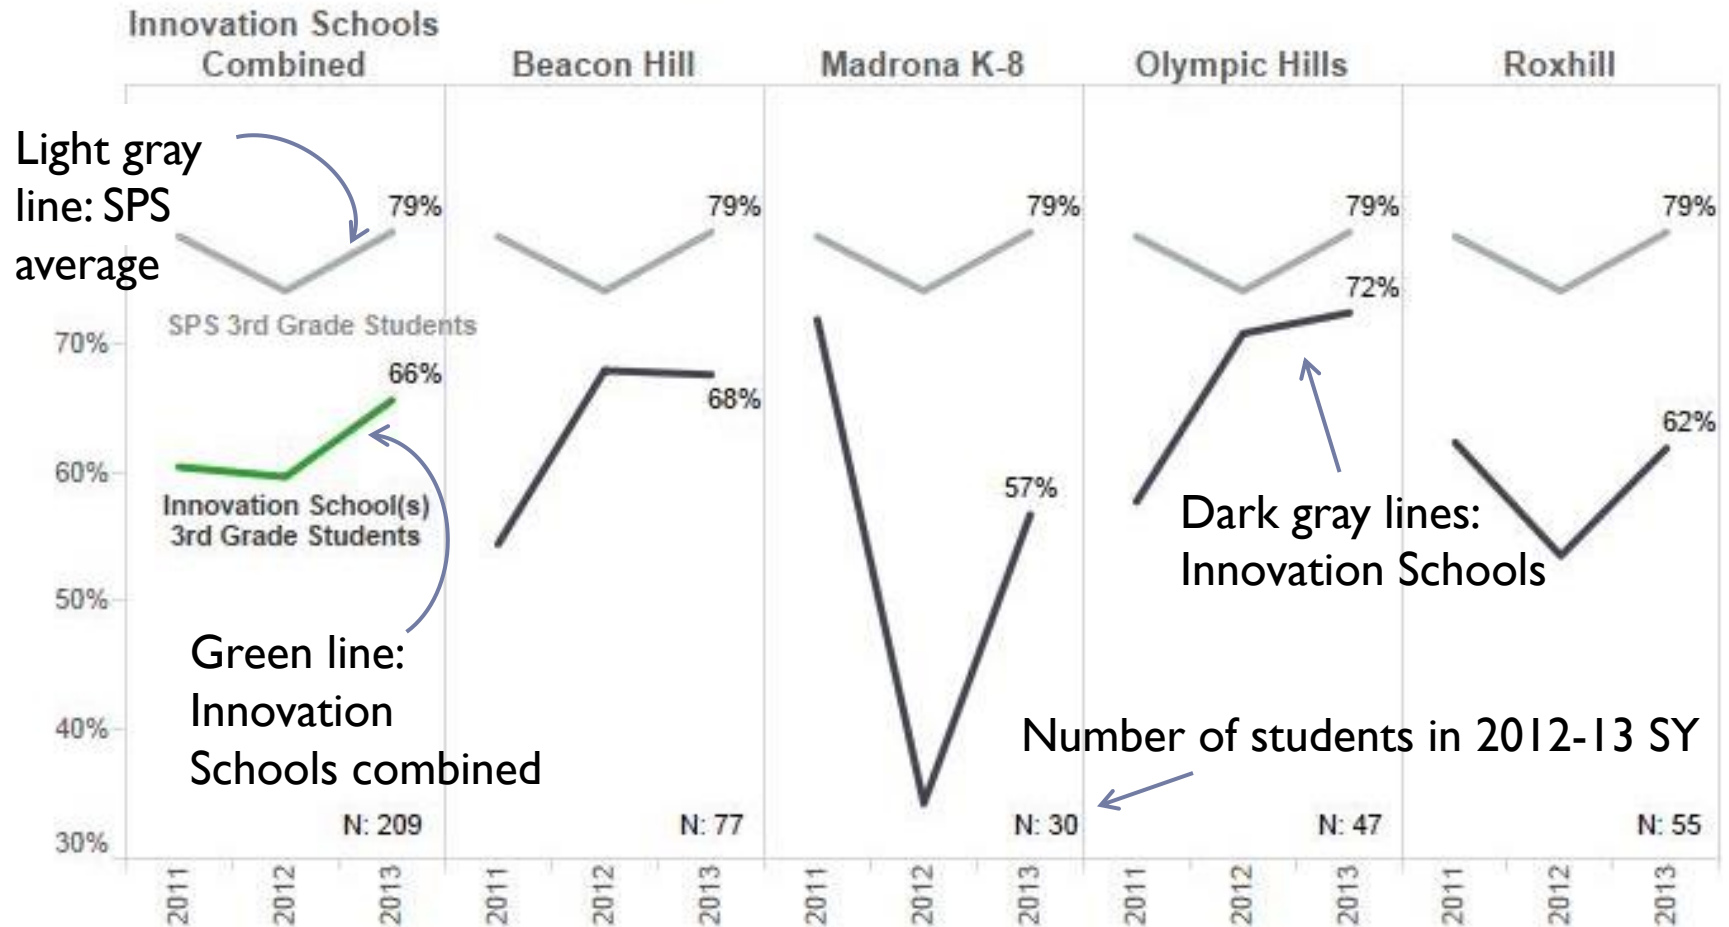 Innovation Schools
Combined
Beacon Hill
Madrona K-8
Olympic Hills
Roxhill
Light gray
line: SPS
average
79%
79%
79%
79%
79%
72%
SPS 3rd Grade Students
70%
66%
68%
62%
60%
57%
Innovation School(s)
3rd Grade Students
Dark gray lines:
Innovation Schools
50%
Green line:
Innovation
Schools combined
40%
Number of students in 2012-13 SY
30%
N: 209
N: 77
N: 30
N: 47
N: 55
2011
2012
2013
2011
2012
2013
2011
2012
2013
2011
2012
2013
2011
2012
2013